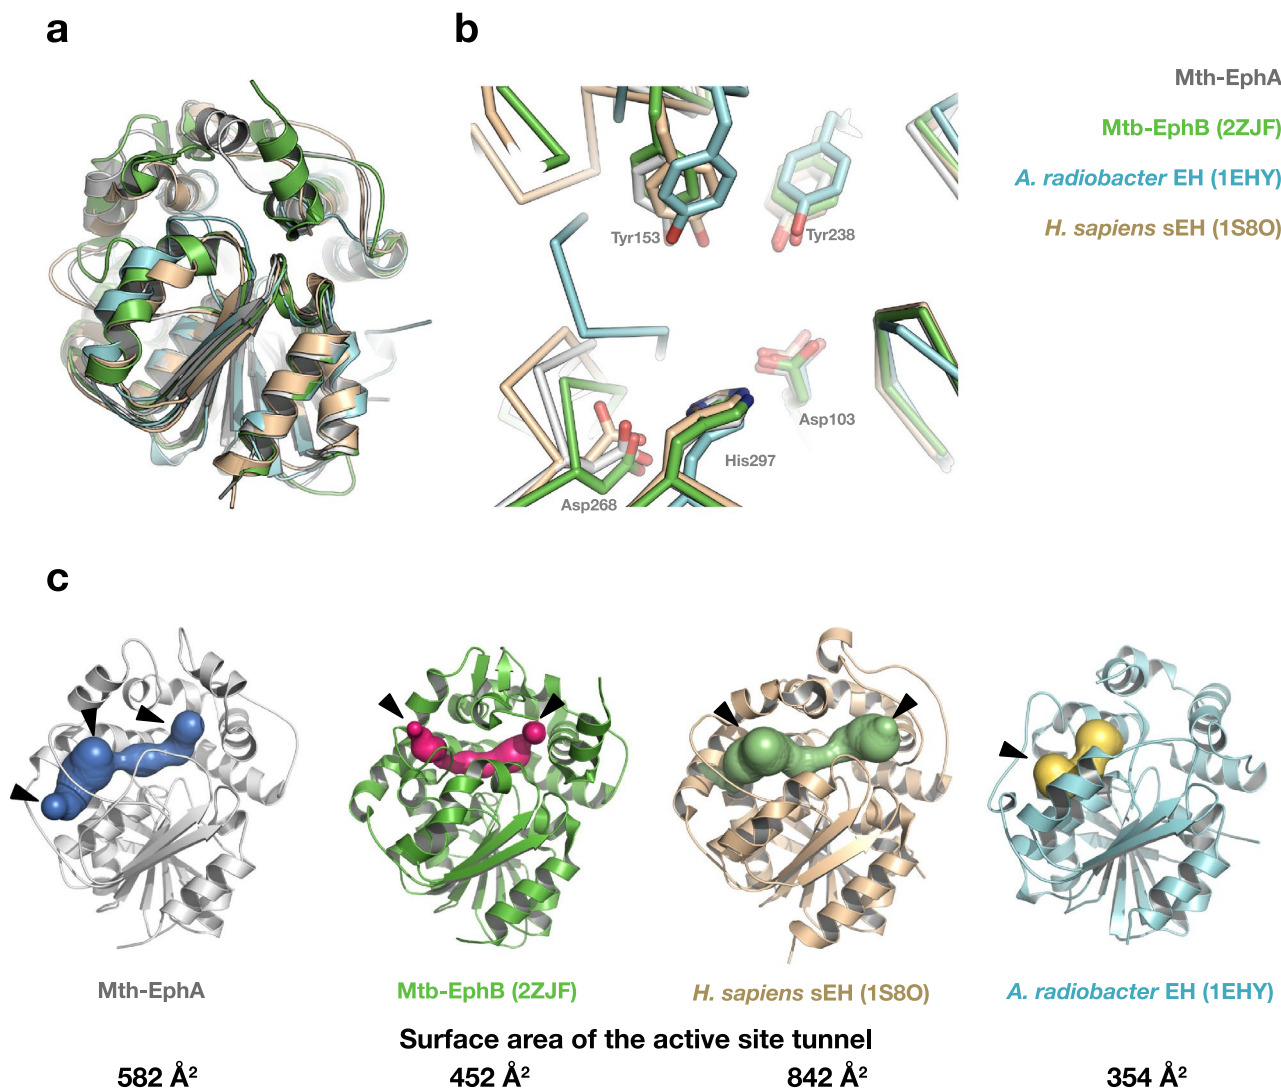 a
b
Mth-EphA
Mtb-EphB (2ZJF)
A. radiobacter EH (1EHY)
H. sapiens sEH (1S8O)
Tyr153
Tyr238
Asp103
His297
Asp268
c
Mth-EphA
Mtb-EphB (2ZJF)
H. sapiens sEH (1S8O)
A. radiobacter EH (1EHY)
Surface area of the active site tunnel
582 Å²
452 Å²
842 Å²
354 Å²